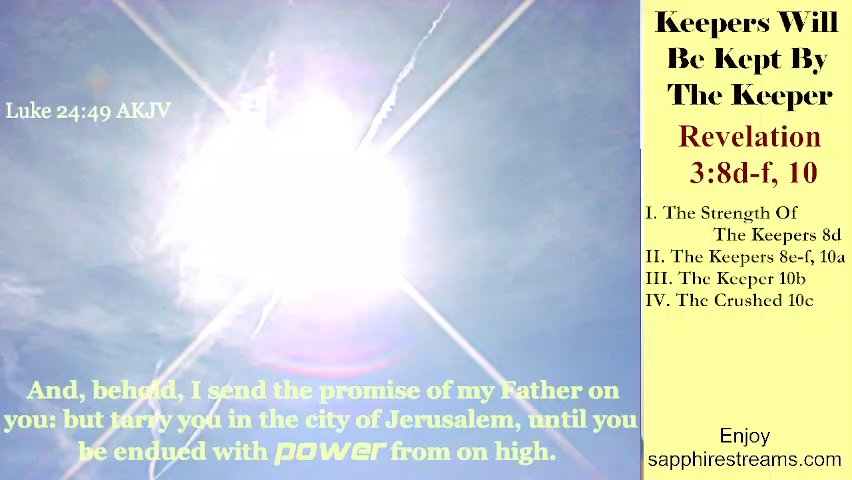 Luke 24:49 AKJV
And, behold, I send the promise of my Father on
you: but tarry you in the city of Jerusalem, until you
be endued with power from on high.
Keepers Will
Be Kept By
The Keeper
Revelation
3:8d-f, 10
I. The Strength Of
The Keepers 8d
II. The Keepers 8e-f, 10a
III. The Keeper 10b
IV. The Crushed 10c
Enjoy
sapphirestreams.com